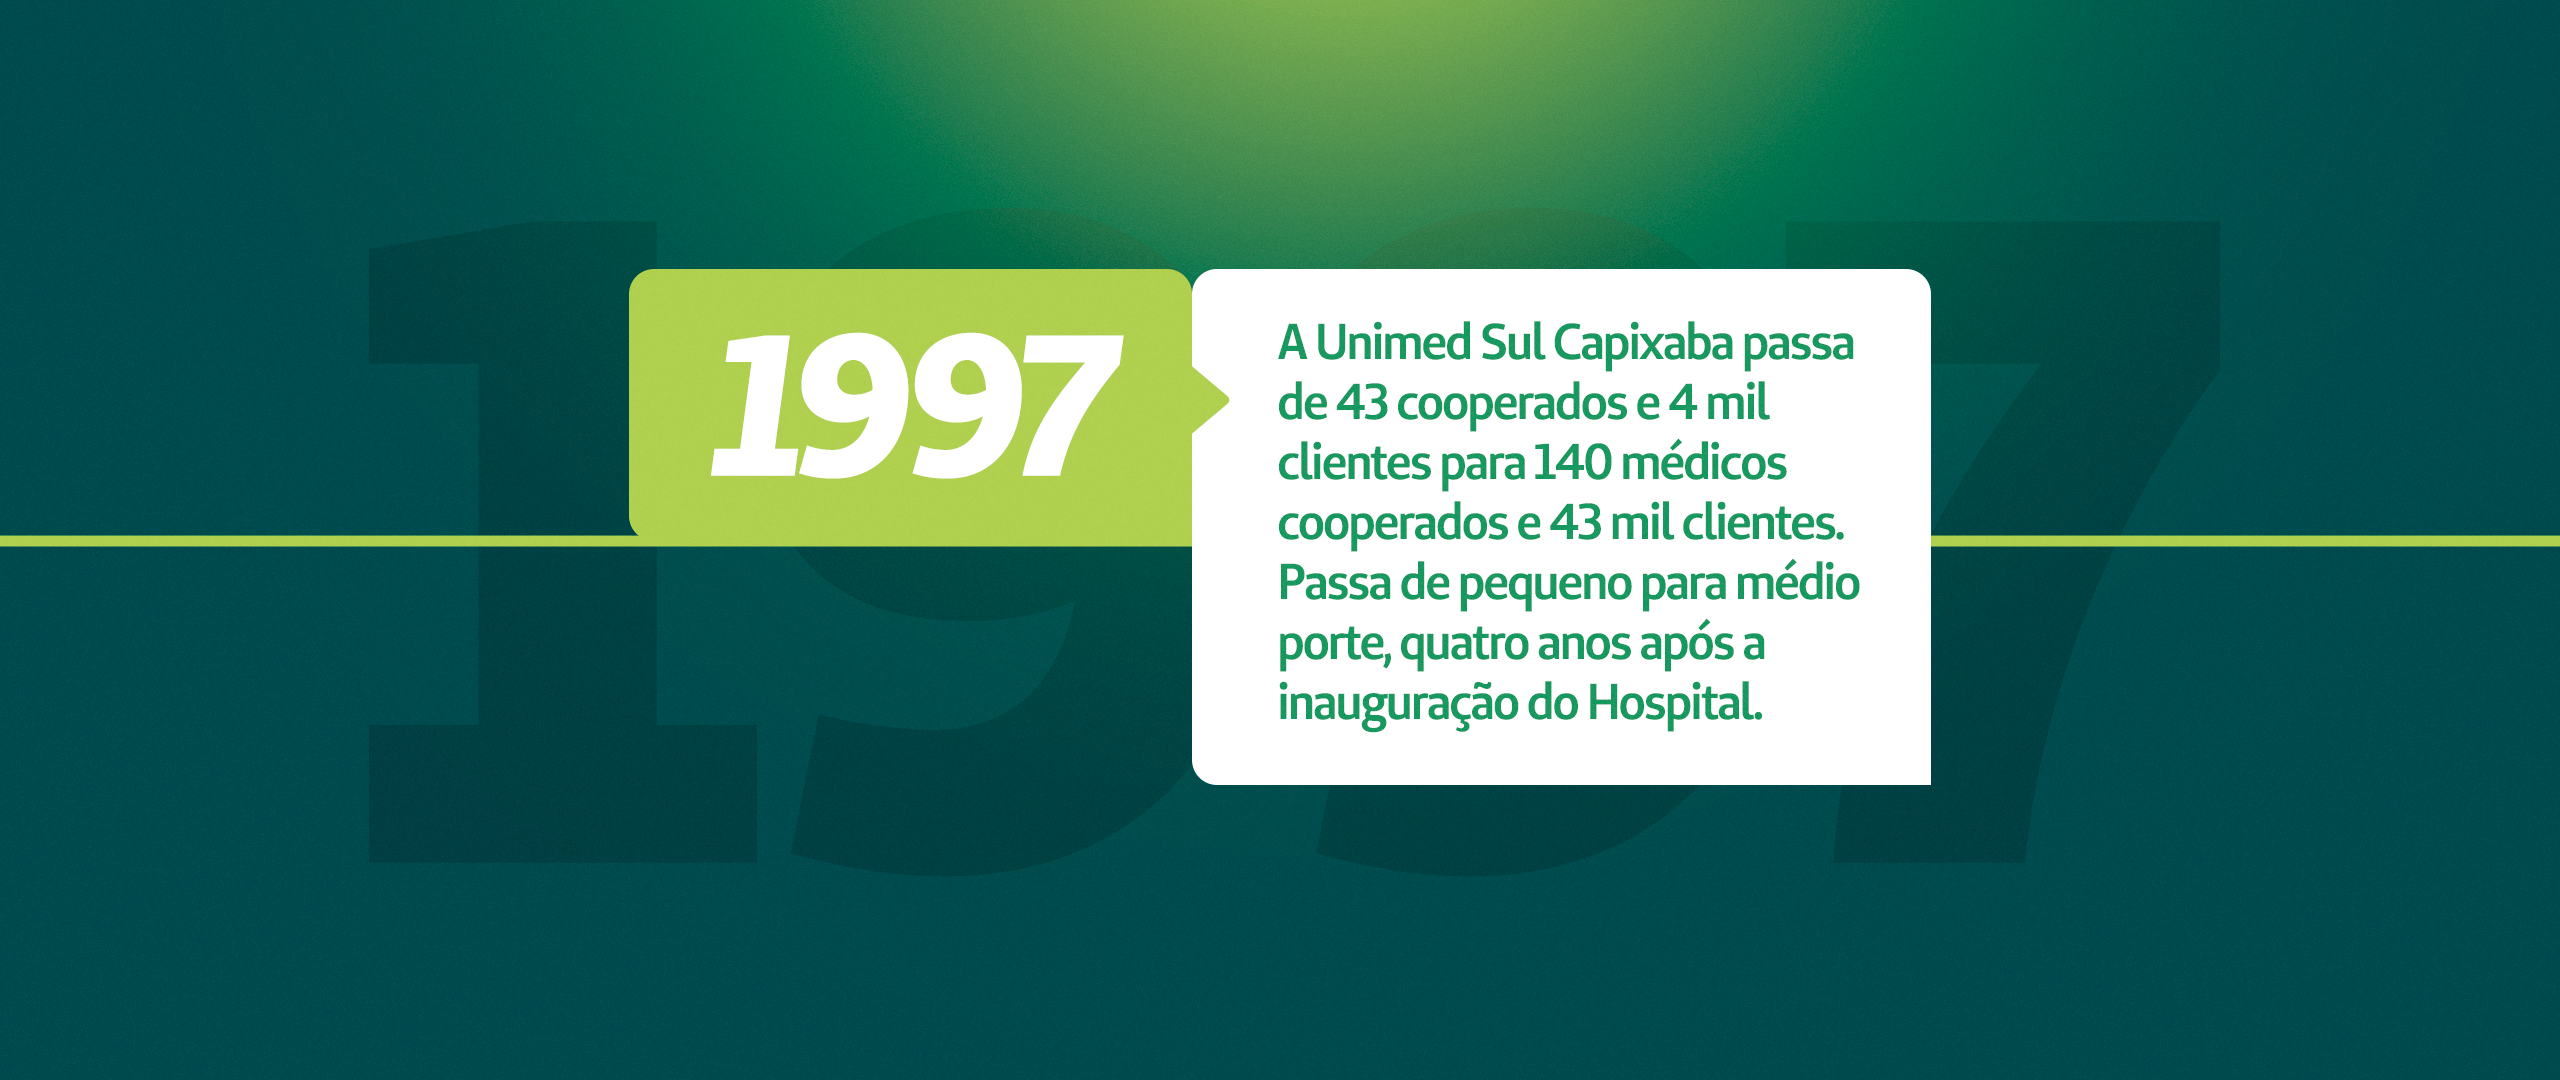 1997
1997
A Unimed Sul Capixaba passa
de 43 cooperados e 4 mil
clientes para 140 médicos
cooperados e 43 mil clientes.
Passa de pequeno para médio
porte, quatro anos após a
inauguração do Hospital.